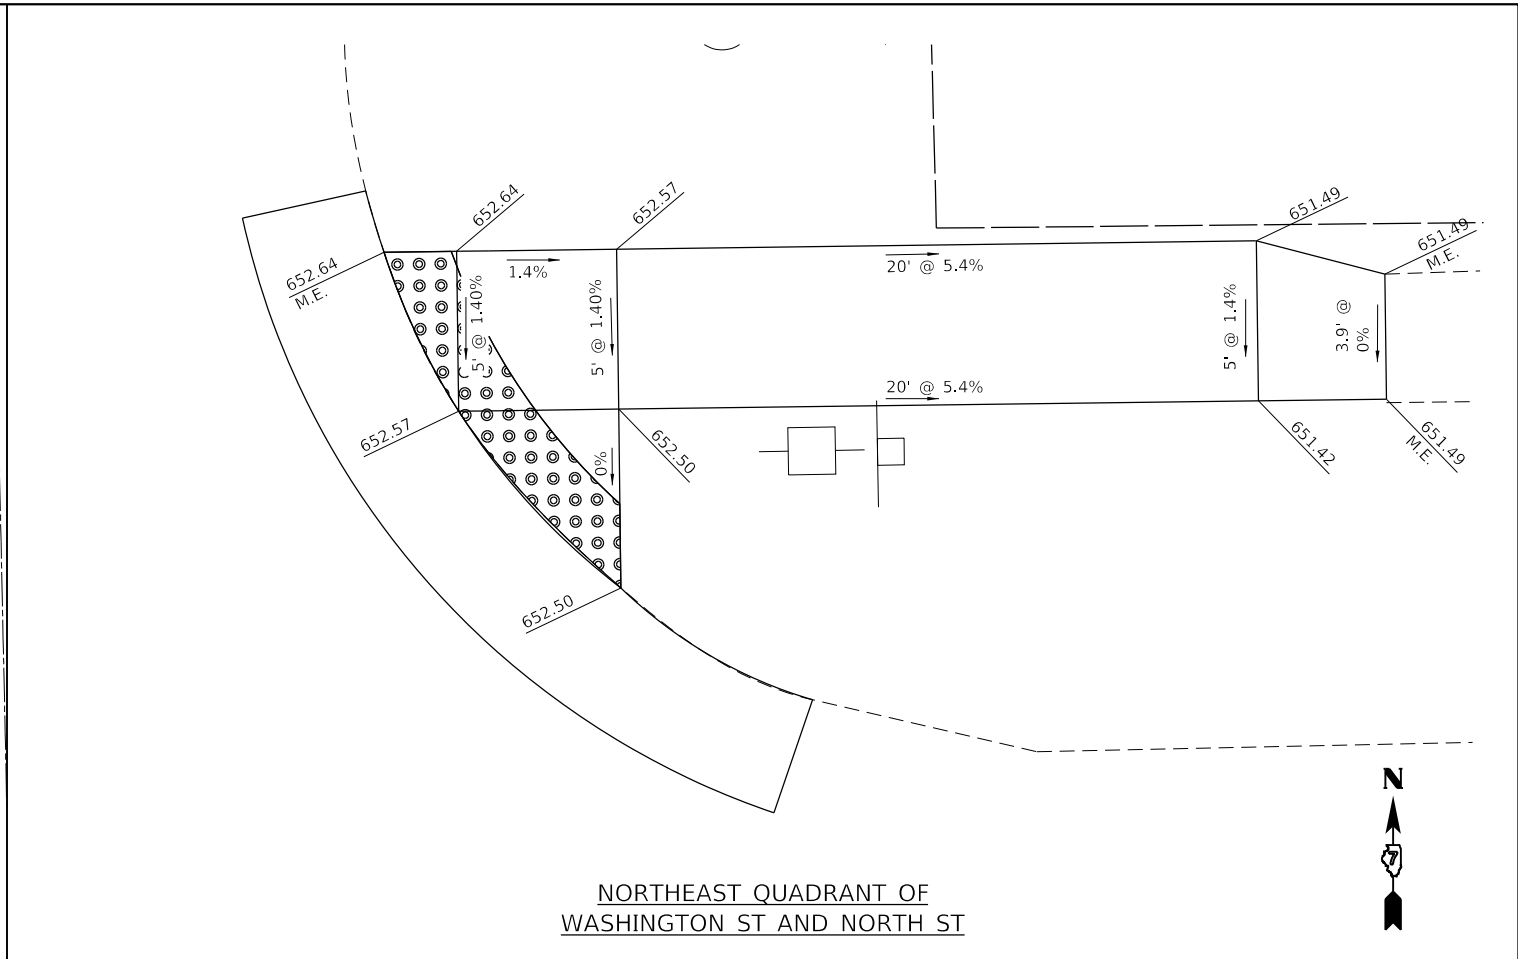 652.64
652.57
651.49
651.49
M.E.
652.64
M.E.
1.4%
20' @ 5.4%
5' @ 1.40%
5' @ 1.40%
5' @ 1.4%
3.9' @
0%
20' @ 5.4%
652.57
0%
652.50
651.42
651.49
M.E.
652.50
N
7
NORTHEAST QUADRANT OF
WASHINGTON ST AND NORTH ST